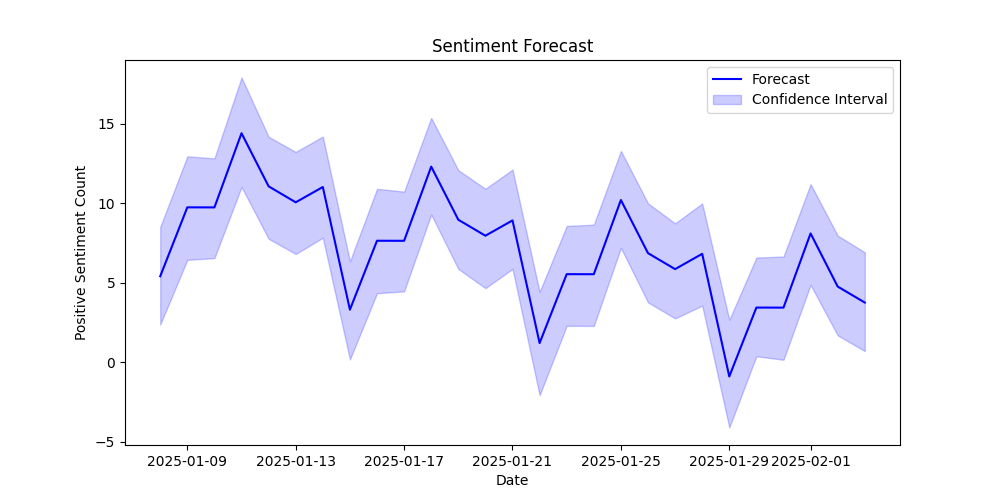 Sentiment Forecast
Forecast
Confidence Interval
Positive Sentiment Count
15
10
5
0
−5
2025-01-09 2025-01-13 2025-01-17 2025-01-21 2025-01-25 2025-01-29 2025-02-01
Date